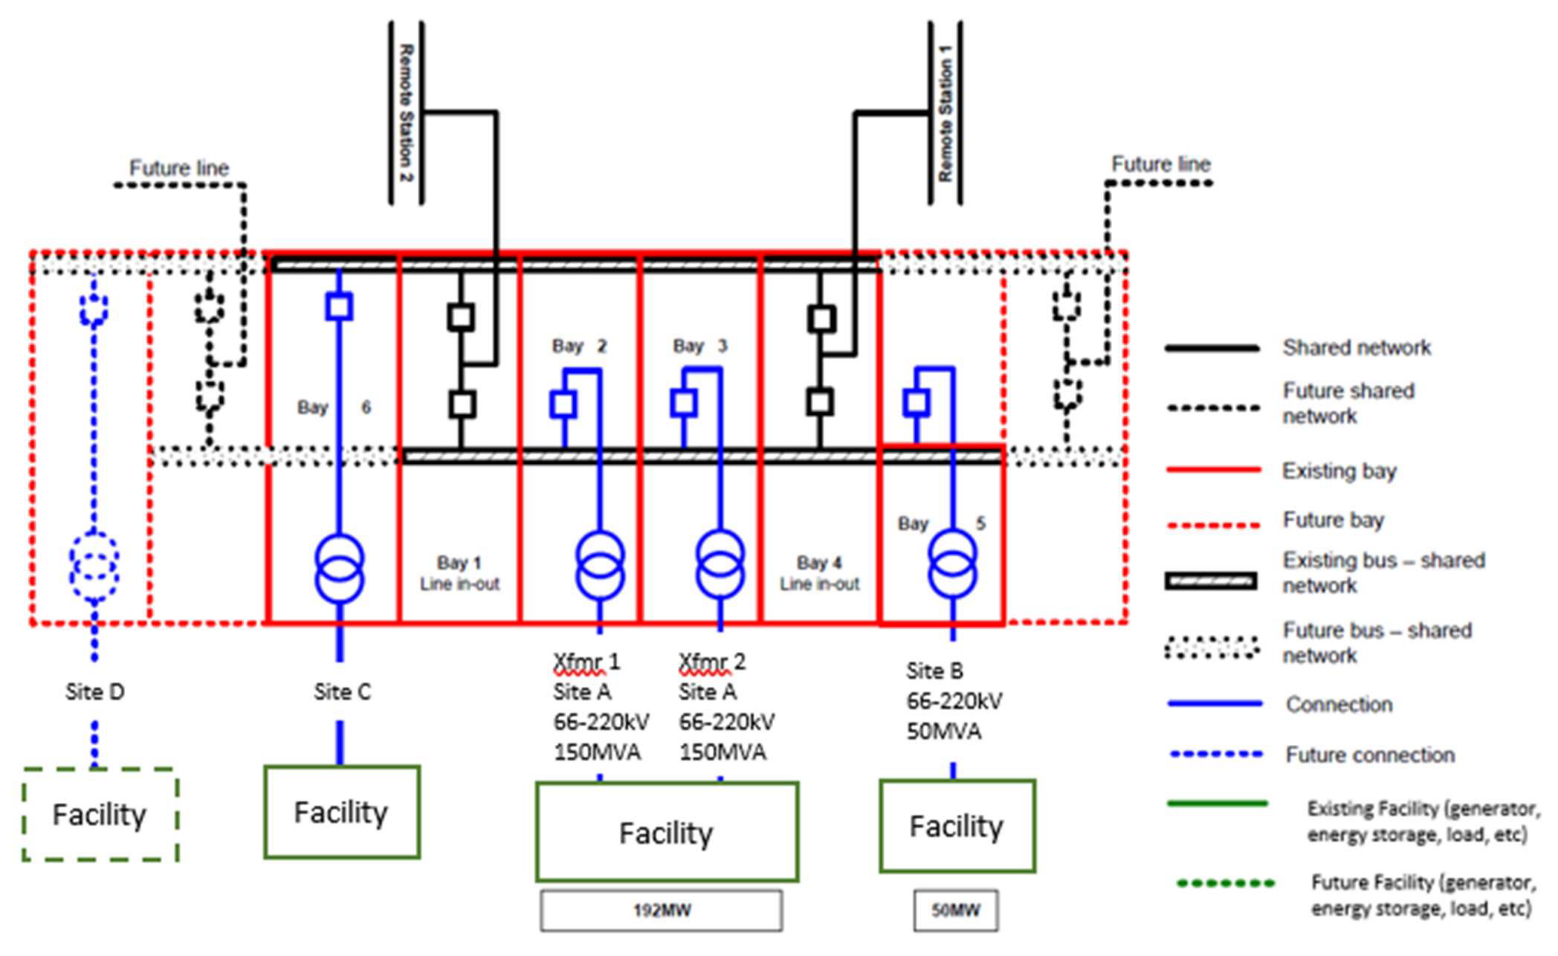 Remote Station 2
Remote Station 1
Future line
Future line
Bay 2
Bay 3
Bay 6
Bay 5
Bay 1
Line in-out
Bay 4
Line in-out
Site D
Site C
Xfmr 1
Site A
66-220kV
150MVA
Xfmr 2
Site A
66-220kV
150MVA
Site B
66-220kV
50MVA
Facility
Facility
Facility
Facility
192MW
50MW
Shared network
Future shared
network
Existing bay
Future bay
Existing bus – shared
network
Future bus – shared
network
Connection
Future connection
Existing Facility (generator,
energy storage, load, etc)
Future Facility (generator,
energy storage, load, etc)